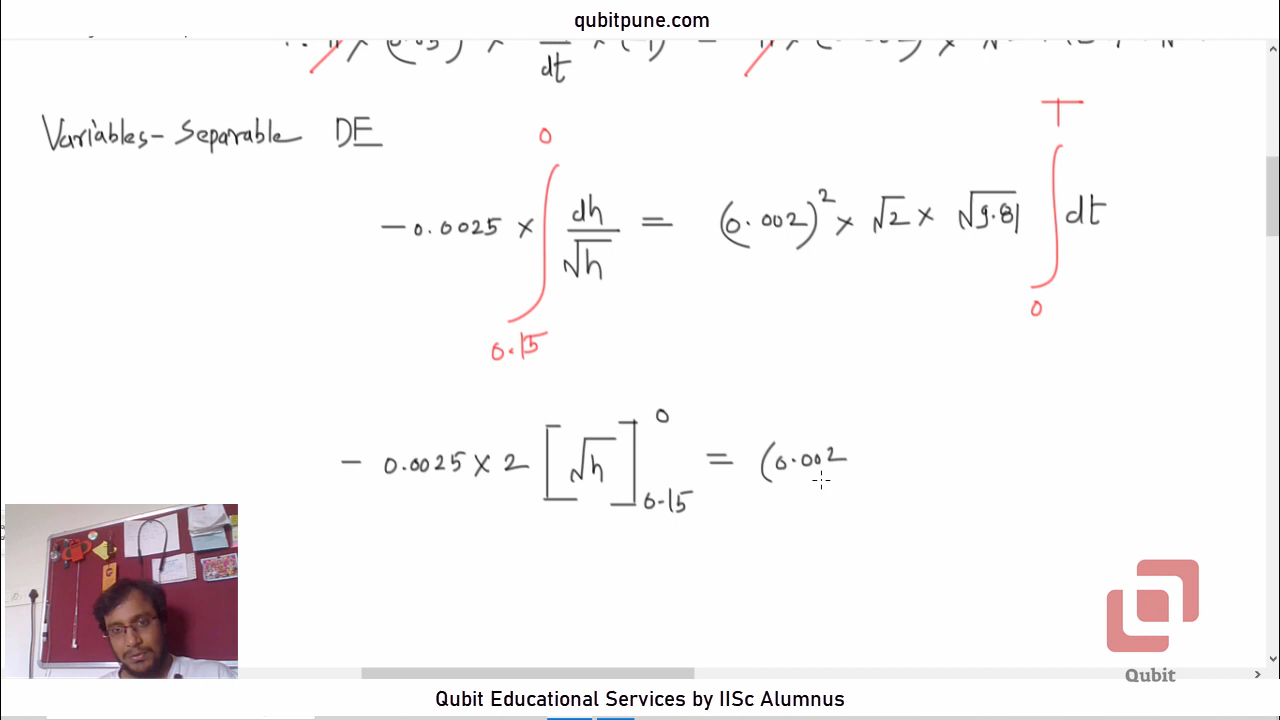 qubitpune.com
dt
Variables-Separable DE
0 T
-0.0025 × ∫ dh/√h = (0.002)² × √2 × √9.81 ∫ dt
0.15 0
- 0.0025 × 2 [√h]
0
0.15
= (0.002
Qubit
Qubit Educational Services by IISc Alumnus